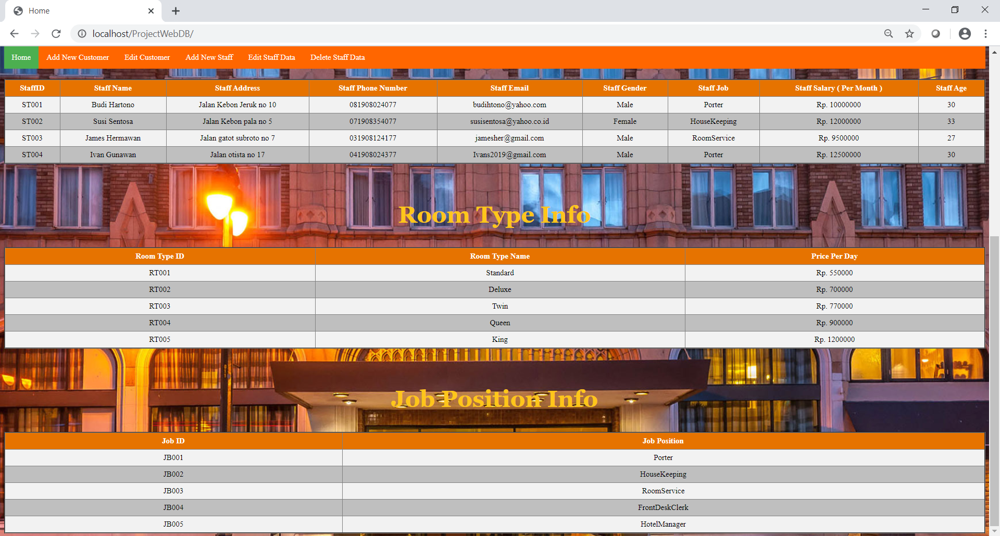 Home
localhost/ProjectWebDB/
Home Add New Customer Edit Customer Add New Staff Edit Staff Data Delete Staff Data
StaffID Staff Name Staff Address Staff Phone Number Staff Email Staff Gender Staff Job Staff Salary ( Per Month ) Staff Age
ST001 Budi Hartono Jalan Kebon Jeruk no 10 081908024077 budihtono@yahoo.com Male Porter Rp. 10000000 30
ST002 Susi Sentosa Jalan Kebon pala no 5 071908354077 susisentosa@yahoo.co.id Female HouseKeeping Rp. 12000000 33
ST003 James Hermawan Jalan gatot subroto no 7 031908124177 jamesher@gmail.com Male RoomService Rp. 9500000 27
ST004 Ivan Gunawan Jalan otista no 17 041908024377 Ivans2019@gmail.com Male Porter Rp. 12500000 30
Room Type Info
Room Type ID Room Type Name Price Per Day
RT001 Standard Rp. 550000
RT002 Deluxe Rp. 700000
RT003 Twin Rp. 770000
RT004 Queen Rp. 900000
RT005 King Rp. 1200000
Job Position Info
Job ID Job Position
JB001 Porter
JB002 HouseKeeping
JB003 RoomService
JB004 FrontDeskClerk
JB005 HotelManager